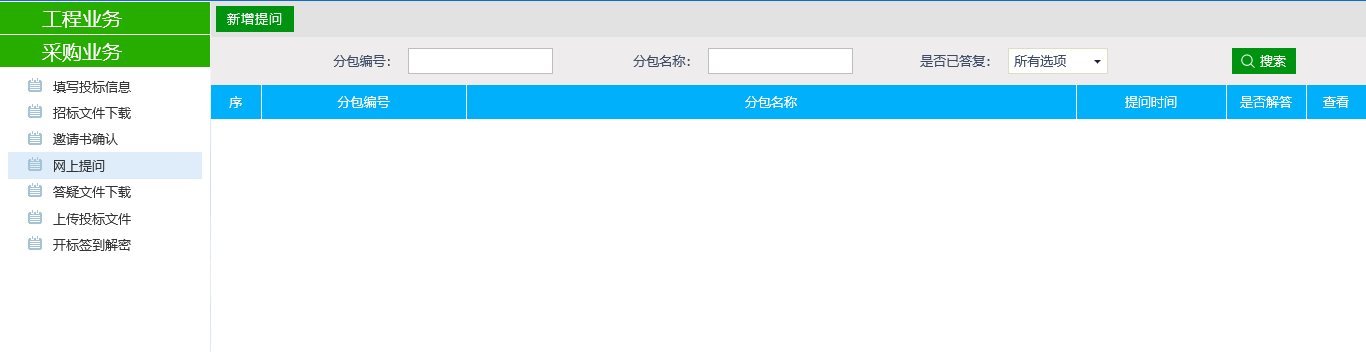 工程业务
采购业务
填写投标信息
招标文件下载
邀请书确认
网上提问
答疑文件下载
上传投标文件
开标签到解密
新增提问
分包编号： 分包名称： 是否已答复： 所有选项 搜索
序 分包编号 分包名称 提问时间 是否解答 查看